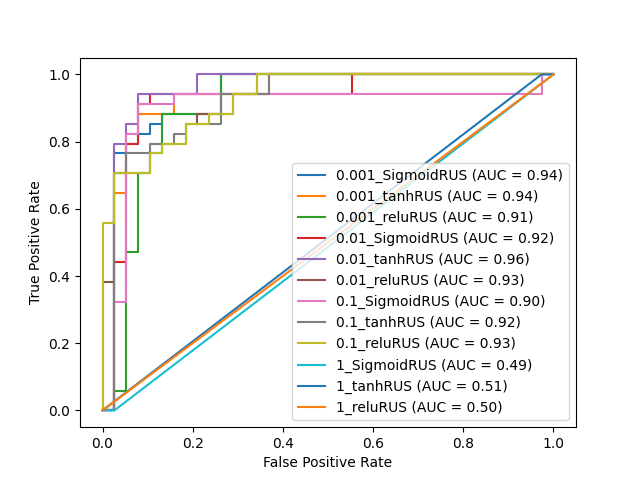 1.0
0.8
0.6
0.4
0.2
0.0
True Positive Rate
0.001_SigmoidRUS (AUC = 0.94)
0.001_tanhRUS (AUC = 0.94)
0.001_reluRUS (AUC = 0.91)
0.01_SigmoidRUS (AUC = 0.92)
0.01_tanhRUS (AUC = 0.96)
0.01_reluRUS (AUC = 0.93)
0.1_SigmoidRUS (AUC = 0.90)
0.1_tanhRUS (AUC = 0.92)
0.1_reluRUS (AUC = 0.93)
1_SigmoidRUS (AUC = 0.49)
1_tanhRUS (AUC = 0.51)
1_reluRUS (AUC = 0.50)
0.0 0.2 0.4 0.6 0.8 1.0
False Positive Rate